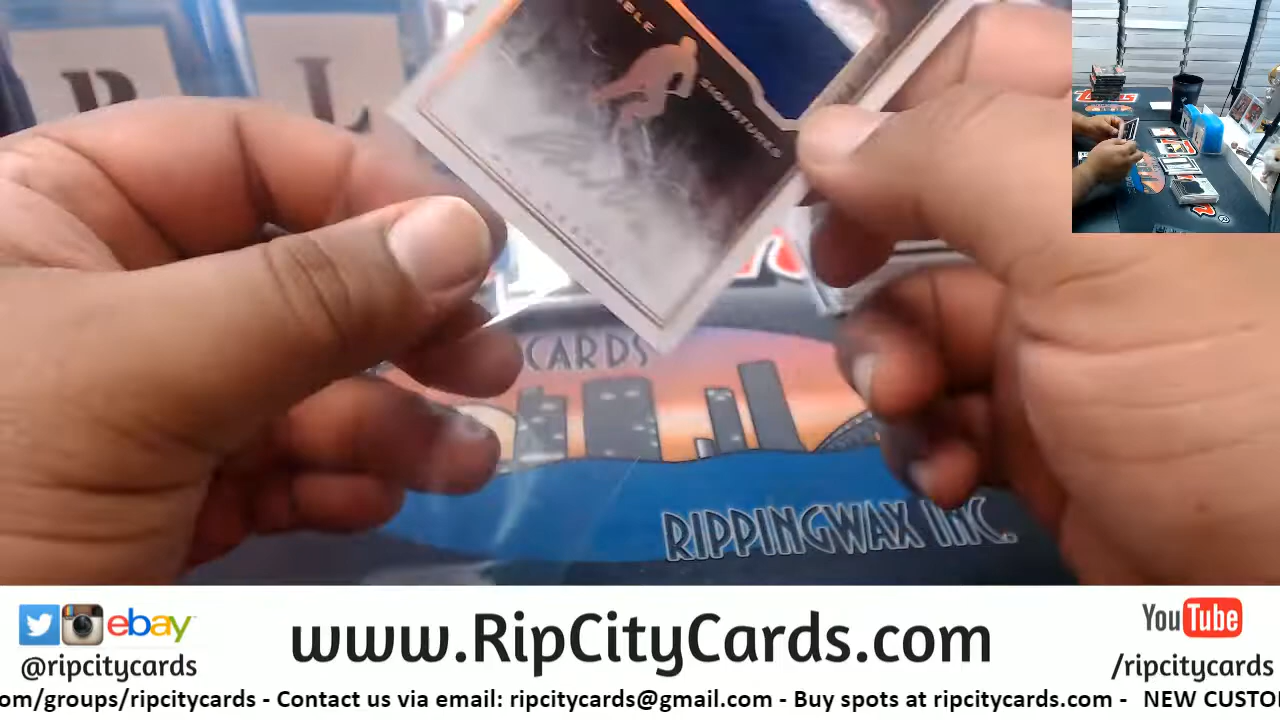 R L
SIGNATURES
CARDS
RIPPINGWAX INC.
ebay
@ripcitycards
www.RipCityCards.com
YouTube
/ripcitycards
om/groups/ripcitycards - Contact us via email: ripcitycards@gmail.com - Buy spots at ripcitycards.com - NEW CUSTO